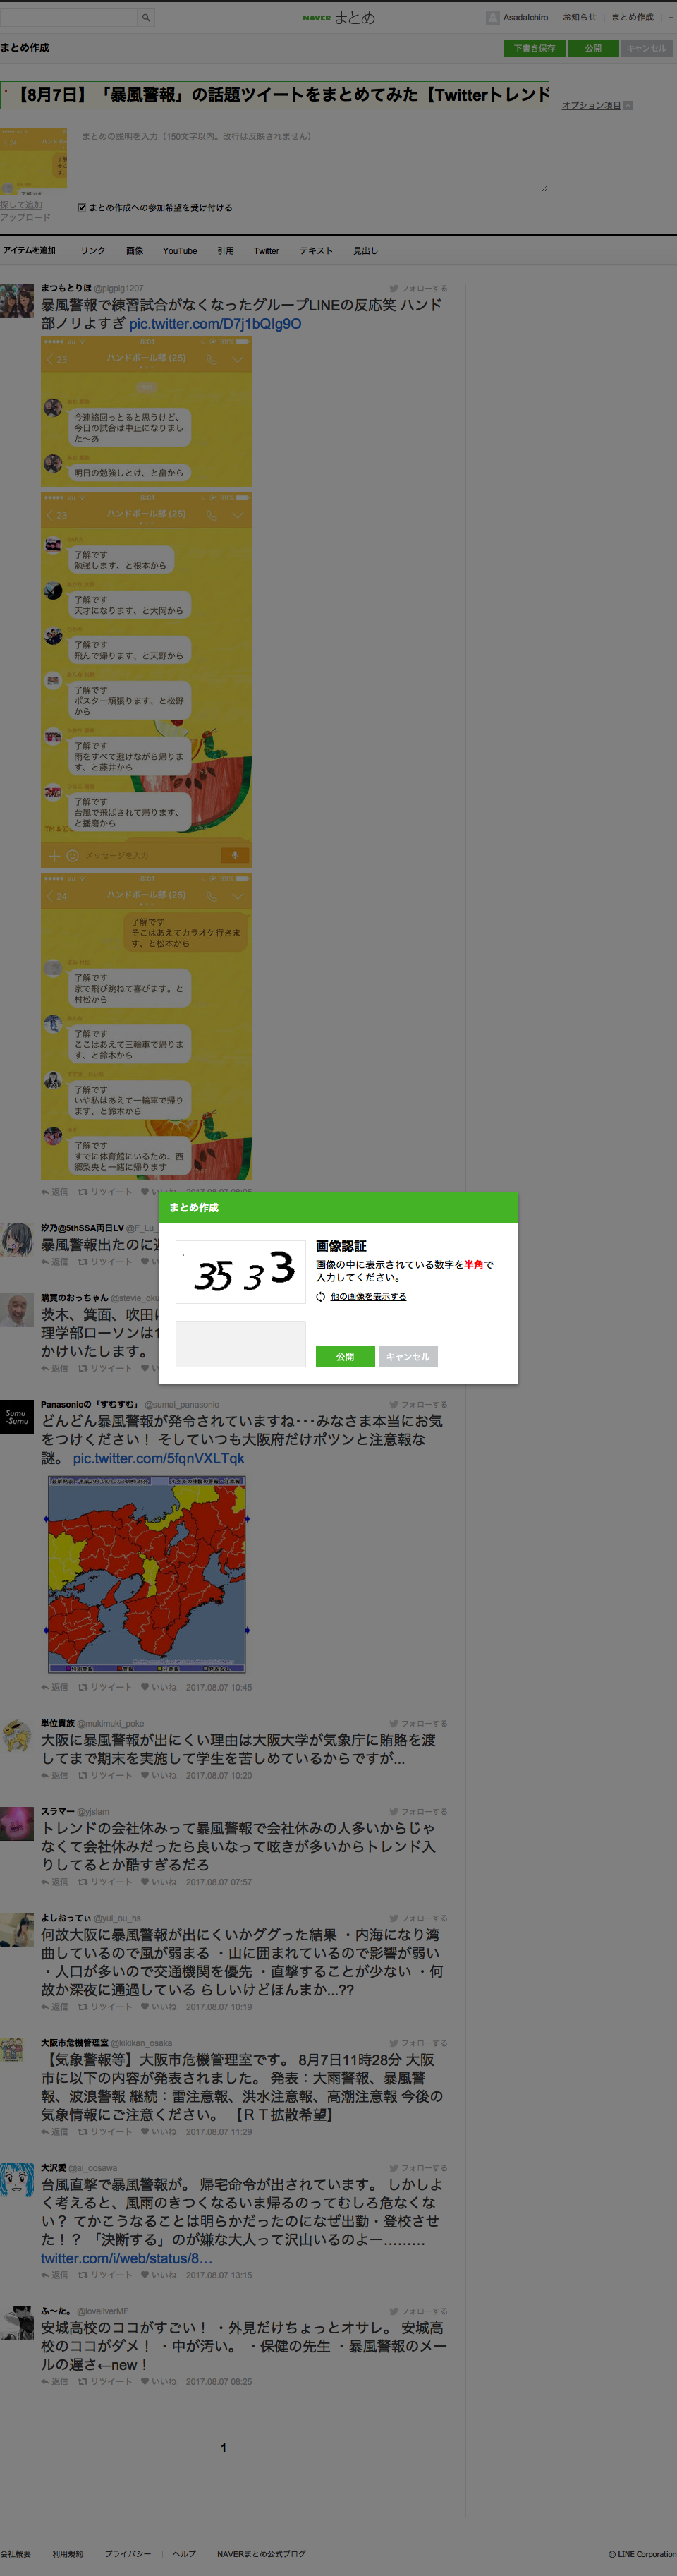 NAVER まとめ
AsadaIchiro お知らせ まとめ作成
まとめ作成
下書き保存 公開 キャンセル
* 【8月7日】「暴風警報」の話題ツイートをまとめてみた【Twitterトレンド
オプション項目
まとめの説明を入力(150文字以内。改行は反映されません)
探して追加
アップロード
まとめ作成への参加希望を受け付ける
アイテムを追加 リンク 画像 YouTube 引用 Twitter テキスト 見出し
まつもとりほ @pigpig1207 フォローする
暴風警報で練習試合がなくなったグループLINEの反応笑 ハンド
部ノリよすぎ pic.twitter.com/D7j1bQIg9O
23 ハンドボール部 (25)
今連絡回っとると思うけど、
今日の試合は中止になりまし
た〜あ
明日の勉強しとけ、と畠から
23 ハンドボール部 (25)
了解です
勉強します、と根本から
了解です
天才になります、と大岡から
了解です
飛んで帰ります、と天野から
了解です
ポスター頑張ります、と松野
から
了解です
雨をすべて避けながら帰りま
す、と藤井から
了解です
台風で飛ばされて帰ります、
と播磨から
メッセージを入力
24 ハンドボール部 (25)
了解です
そこはあえてカラオケ行きま
す、と松本から
了解です
家で飛び跳ねて喜びます。と
村松から
了解です
ここはあえて三輪車で帰りま
す、と鈴木から
了解です
いや私はあえて一輪車で帰り
ます、と鈴木から
了解です
すでに体育館にいるため、西
郷梨央と一緒に帰ります
返信 リツイート いいね
まとめ作成
35 3 3
画像認証
画像の中に表示されている数字を半角で
入力してください。
他の画像を表示する
公開 キャンセル
汐乃@5thSSA両日LV @F_Lu_
暴風警報出たのに
返信 リツイート
購買のおっちゃん @stevie_oku
茨木、箕面、吹田に
理学部ローソンは1
かけいたします。
返信 リツイート
Sumu
-Sumu
Panasonicの「すむすむ」 @sumai_panasonic フォローする
どんどん暴風警報が発令されていますね・・・みなさま本当にお気
をつけください! そしていつも大阪府だけポツンと注意報な
謎。 pic.twitter.com/5fqnVXLTqk
返信 リツイート いいね 2017.08.07 10:45
単位貴族 @mukimuki_poke フォローする
大阪に暴風警報が出にくい理由は大阪大学が気象庁に賄賂を渡
してまで期末を実施して学生を苦しめているからですが...
返信 リツイート いいね 2017.08.07 10:20
スラマー @yjslam フォローする
トレンドの会社休みって暴風警報で会社休みの人多いからじゃ
なくて会社休みだったら良いなって呟きが多いからトレンド入
りしてるとか酷すぎるだろ
返信 リツイート いいね 2017.08.07 07:57
よしおってぃ @yui_ou_hs フォローする
何故大阪に暴風警報が出にくいかググった結果 ・内海になり湾
曲しているので風が弱まる ・山に囲まれているので影響が弱い
・人口が多いので交通機関を優先 ・直撃することが少ない ・何
故か深夜に通過している らしいけどほんまか...??
返信 リツイート いいね 2017.08.07 10:19
大阪市危機管理室 @kikikan_osaka フォローする
【気象警報等】大阪市危機管理室です。 8月7日11時28分 大阪
市に以下の内容が発表されました。 発表:大雨警報、暴風警
報、波浪警報 継続:雷注意報、洪水注意報、高潮注意報 今後の
気象情報にご注意ください。 【RT拡散希望】
返信 リツイート いいね 2017.08.07 11:29
大沢愛 @ai_oosawa フォローする
台風直撃で暴風警報が。 帰宅命令が出されています。 しかしよ
く考えると、風雨のきつくなるいま帰るのってむしろ危なくな
い? てかこうなることは明らかだったのになぜ出勤・登校させ
た!? 「決断する」のが嫌な大人って沢山いるのよー………
twitter.com/i/web/status/8…
返信 リツイート いいね 2017.08.07 13:15
ふ〜た。 @loveliverMF フォローする
安城高校のココがすごい! ・外見だけちょっとオサレ。 安城高
校のココがダメ! ・中が汚い。 ・保健の先生 ・暴風警報のメー
ルの遅さ←new!
返信 リツイート いいね 2017.08.07 08:25
1
会社概要 利用規約 プライバシー ヘルプ NAVERまとめ公式ブログ
© LINE Corporation